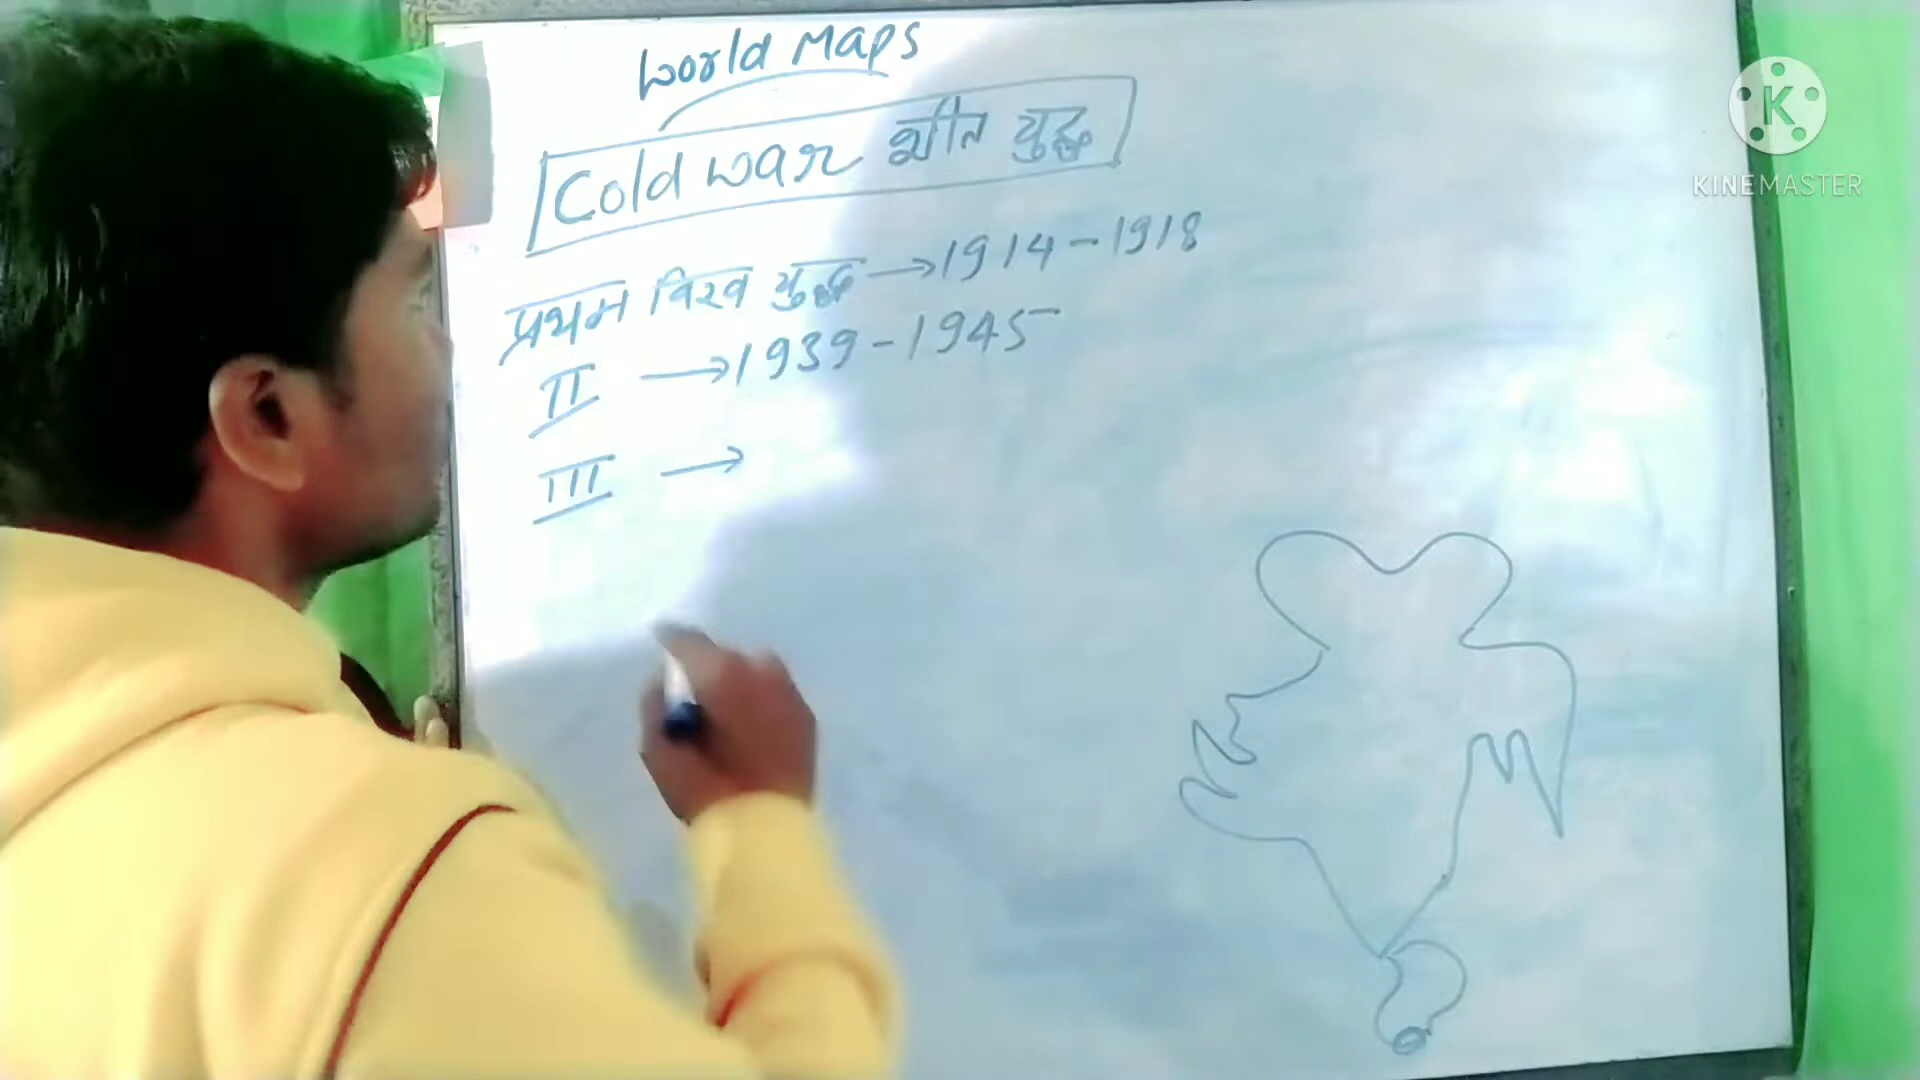 World Maps
Cold war शीत युद्ध
प्रथम विश्व युद्ध → 1914-1918
II → 1939-1945
III →
K
KINEMASTER